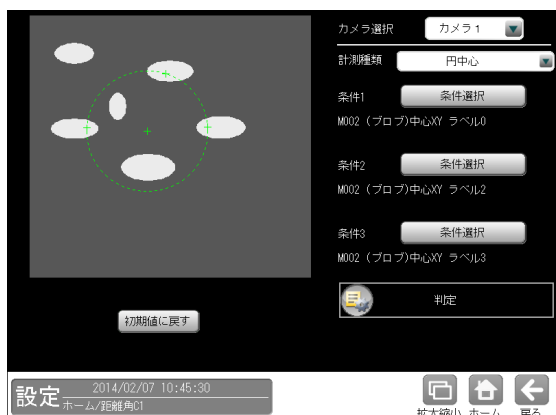 カメラ選択 カメラ1
計測種類 円中心
条件1 条件選択
M002 (ブロブ)中心XY ラベル0
条件2 条件選択
M002 (ブロブ)中心XY ラベル2
条件3 条件選択
M002 (ブロブ)中心XY ラベル3
判定
初期値に戻す
設定 2014/02/07 10:45:30
ホーム/距離角C1
拡大縮小 ホーム 戻る